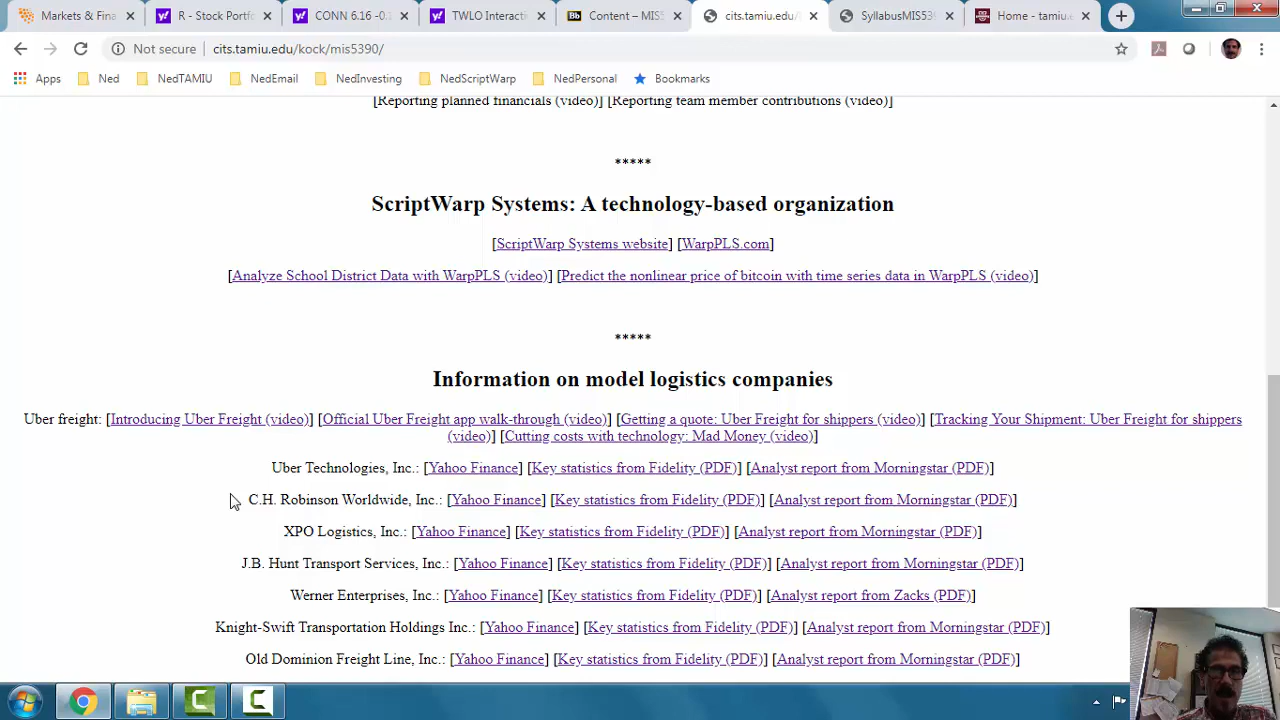 Markets & Fina
R - Stock Portfo
CONN 6.16 -0.
TWLO Interacti
Content – MIS5
cits.tamiu.edu/
SyllabusMIS53
Home - tamiu.e
Not secure | cits.tamiu.edu/kock/mis5390/
Apps Ned NedTAMIU NedEmail NedInvesting NedScriptWarp NedPersonal Bookmarks
[Reporting planned financials (video)] [Reporting team member contributions (video)]
*****
ScriptWarp Systems: A technology-based organization
[ScriptWarp Systems website] [WarpPLS.com]
[Analyze School District Data with WarpPLS (video)] [Predict the nonlinear price of bitcoin with time series data in WarpPLS (video)]
*****
Information on model logistics companies
Uber freight: [Introducing Uber Freight (video)] [Official Uber Freight app walk-through (video)] [Getting a quote: Uber Freight for shippers (video)] [Tracking Your Shipment: Uber Freight for shippers
(video)] [Cutting costs with technology: Mad Money (video)]
Uber Technologies, Inc.: [Yahoo Finance] [Key statistics from Fidelity (PDF)] [Analyst report from Morningstar (PDF)]
C.H. Robinson Worldwide, Inc.: [Yahoo Finance] [Key statistics from Fidelity (PDF)] [Analyst report from Morningstar (PDF)]
XPO Logistics, Inc.: [Yahoo Finance] [Key statistics from Fidelity (PDF)] [Analyst report from Morningstar (PDF)]
J.B. Hunt Transport Services, Inc.: [Yahoo Finance] [Key statistics from Fidelity (PDF)] [Analyst report from Morningstar (PDF)]
Werner Enterprises, Inc.: [Yahoo Finance] [Key statistics from Fidelity (PDF)] [Analyst report from Zacks (PDF)]
Knight-Swift Transportation Holdings Inc.: [Yahoo Finance] [Key statistics from Fidelity (PDF)] [Analyst report from Morningstar (PDF)]
Old Dominion Freight Line, Inc.: [Yahoo Finance] [Key statistics from Fidelity (PDF)] [Analyst report from Morningstar (PDF)]